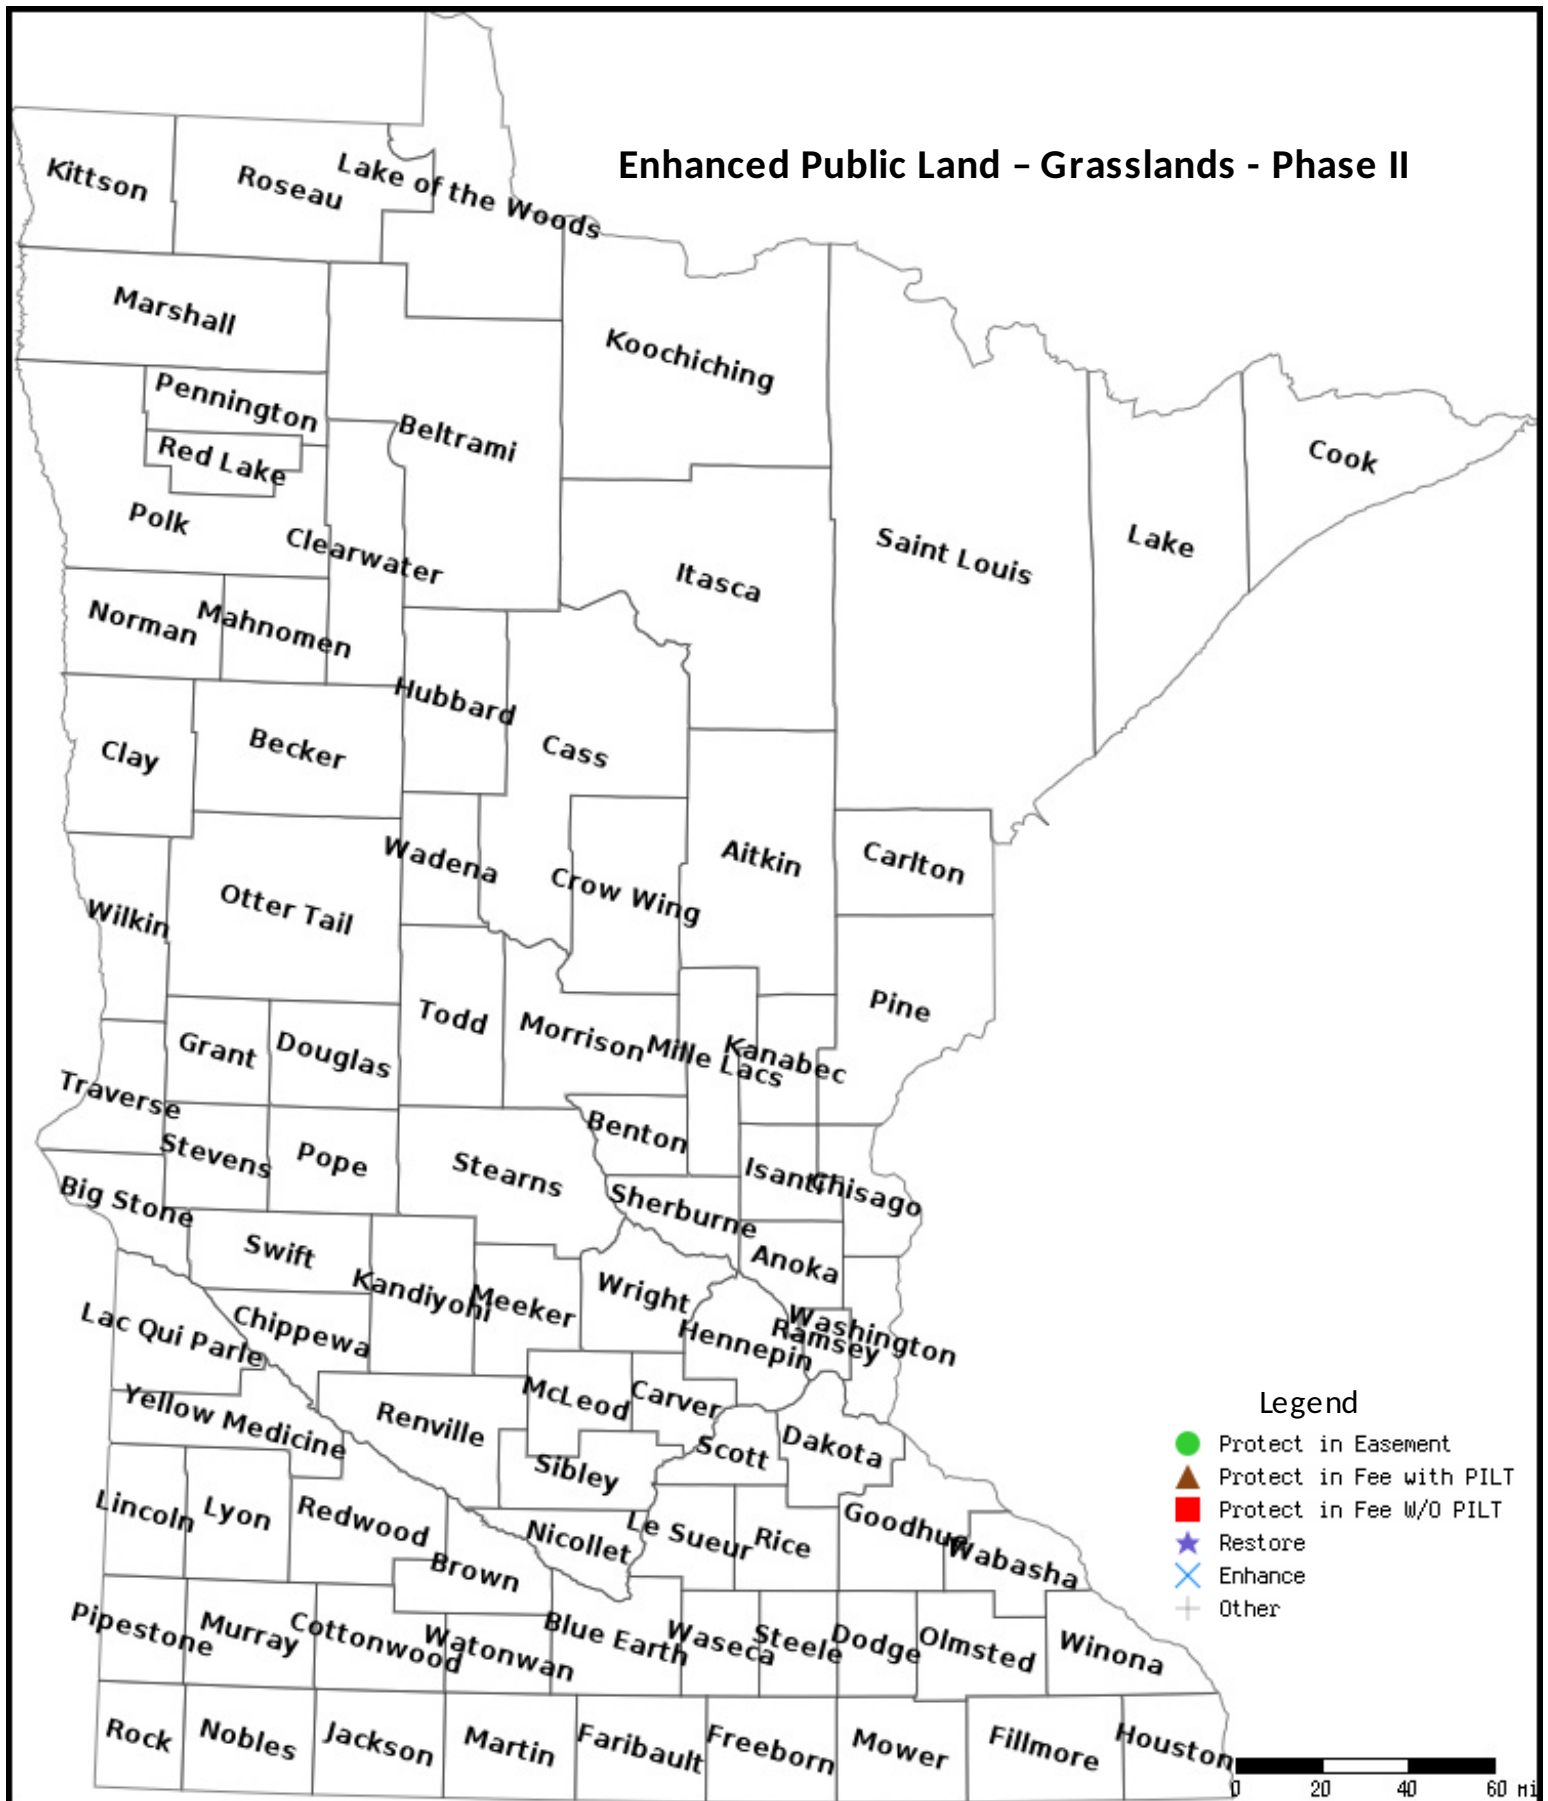 Enhanced Public Land – Grasslands - Phase II
Kittson
Roseau
Lake of the Woods
Marshall
Koochiching
Pennington
Beltrami
Red Lake
Cook
Polk
Clearwater
Saint Louis
Lake
Itasca
Norman
Mahnomen
Hubbard
Clay
Becker
Cass
Wadena
Aitkin
Carlton
Crow Wing
Wilkin
Otter Tail
Pine
Todd
Morrison
Mille Lacs
Kanabec
Grant
Douglas
Traverse
Benton
Stevens
Pope
Stearns
Isanti
Chisago
Big Stone
Sherburne
Swift
Anoka
Kandiyohi
Meeker
Wright
Lac Qui Parle
Chippewa
Hennepin
Ramsey
Washington
McLeod
Carver
Yellow Medicine
Renville
Scott
Dakota
Sibley
Lincoln
Lyon
Redwood
Nicollet
Le Sueur
Rice
Goodhue
Wabasha
Brown
Pipestone
Murray
Cottonwood
Watonwan
Blue Earth
Waseca
Steele
Dodge
Olmsted
Winona
Rock
Nobles
Jackson
Martin
Faribault
Freeborn
Mower
Fillmore
Houston
Legend
Protect in Easement
Protect in Fee with PILT
Protect in Fee W/O PILT
Restore
Enhance
Other
0 20 40 60 mi